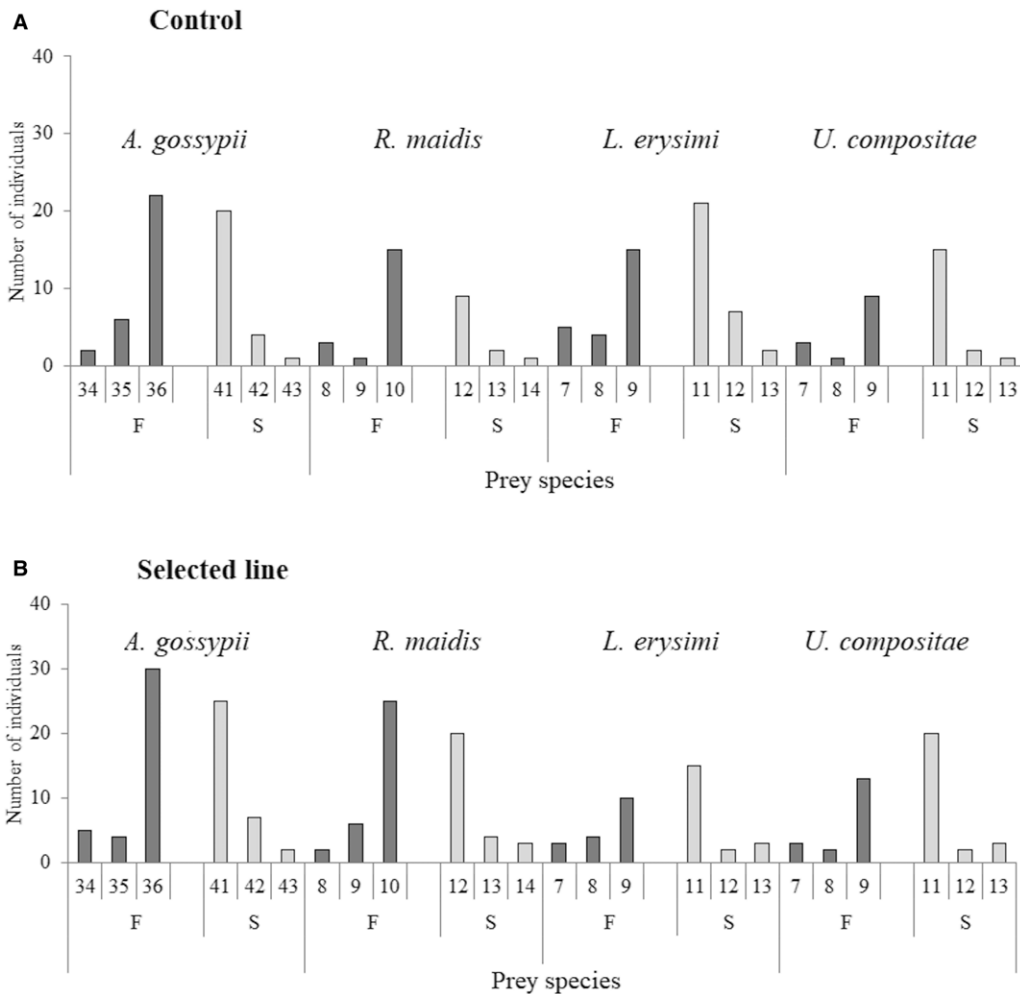 A
Control
40
A. gossypii R. maidis L. erysimi U. compositae
30
20
10
0
Number of individuals
34 35 36 41 42 43 8 9 10 12 13 14 7 8 9 11 12 13 7 8 9 11 12 13
F S F S F S F S
Prey species
B
Selected line
40
A. gossypii R. maidis L. erysimi U. compositae
30
20
10
0
Number of individuals
34 35 36 41 42 43 8 9 10 12 13 14 7 8 9 11 12 13 7 8 9 11 12 13
F S F S F S F S
Prey species